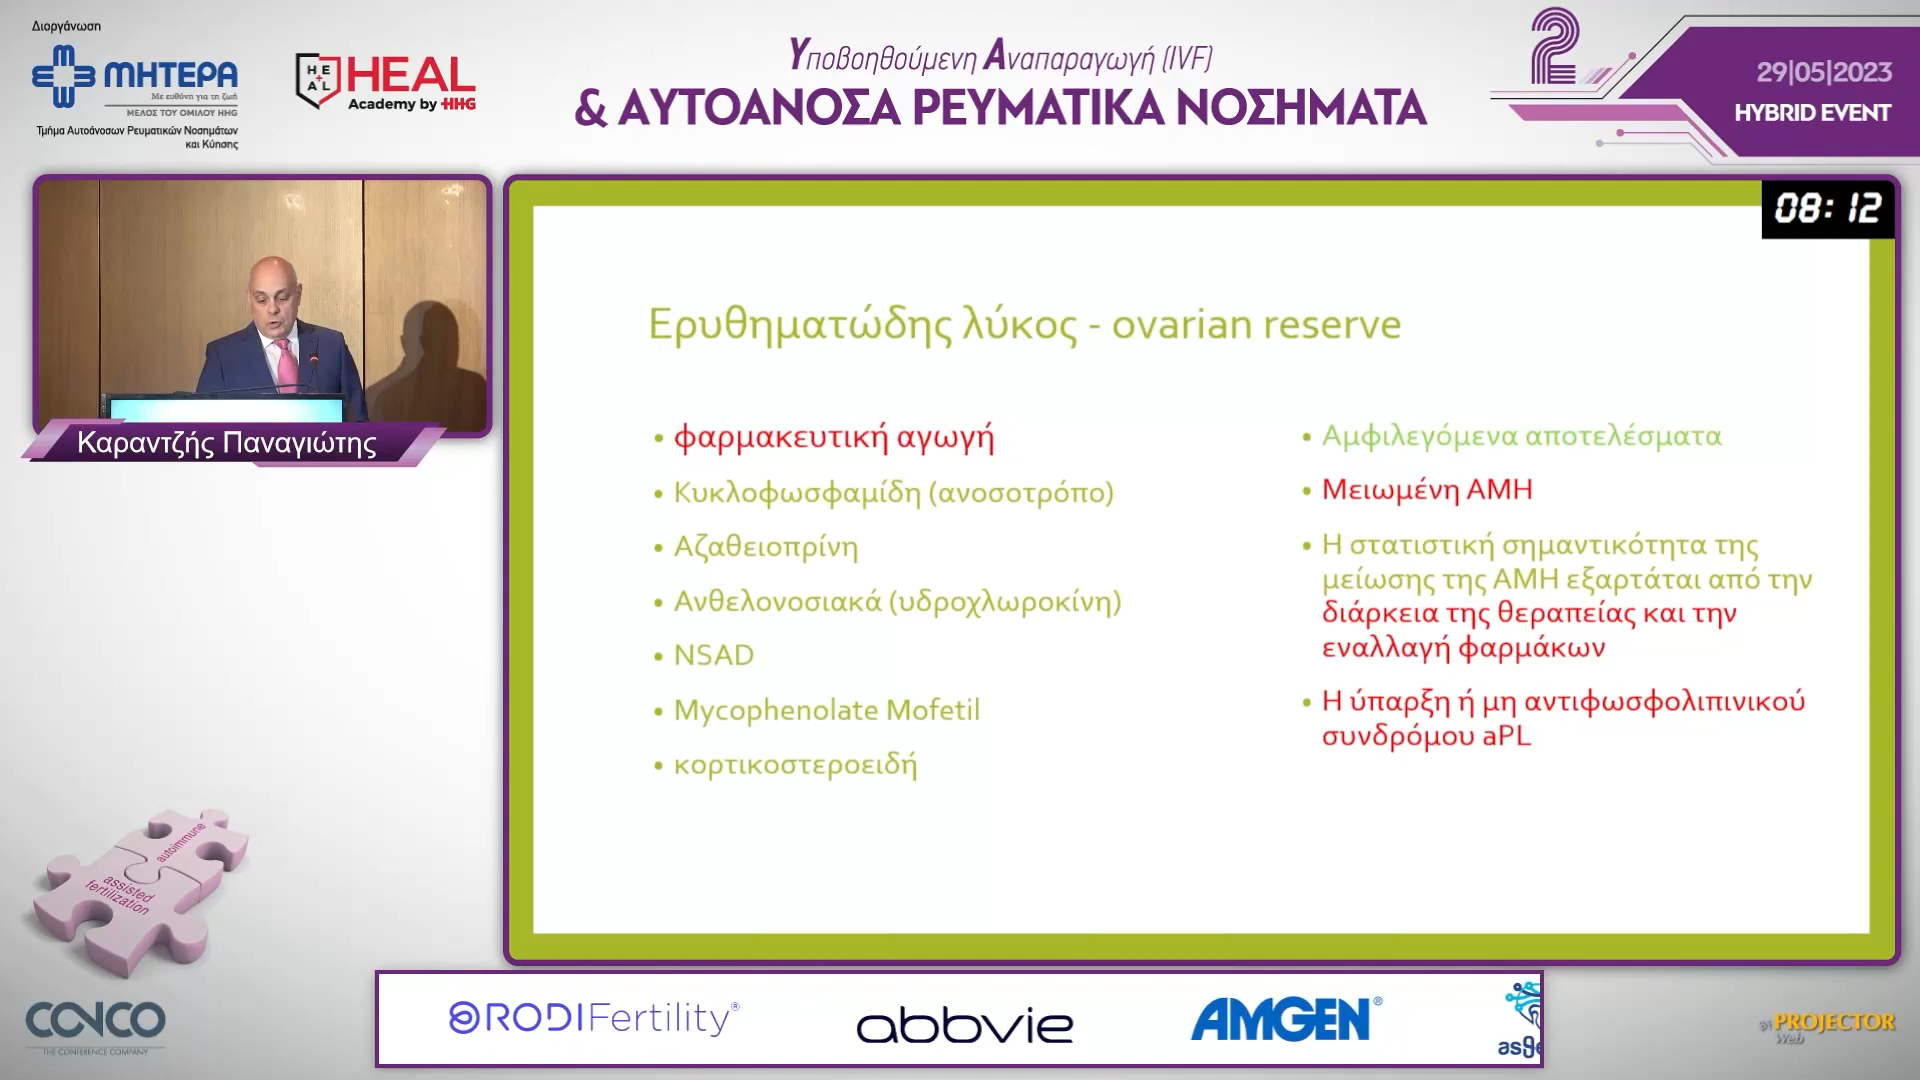 Διοργάνωση
ΜΗΤΕΡΑ
Με ευθύνη για τη ζωή
ΜΕΛΟΣ ΤΟΥ ΟΜΙΛΟΥ HHG
Τμήμα Αυτοάνοσων Ρευματικών Νοσημάτων
και Κύησης
HE
AL
HEAL
Academy by HHG
Υποβοηθούμενη Αναπαραγωγή (IVF)
& ΑΥΤΟΑΝΟΣΑ ΡΕΥΜΑΤΙΚΑ ΝΟΣΗΜΑΤΑ
2
29|05|2023
HYBRID EVENT
08:12
Καραντζής Παναγιώτης
Ερυθηματώδης λύκος - ovarian reserve
• φαρμακευτική αγωγή
• Κυκλοφωσφαμίδη (ανοσοτρόπο)
• Αζαθειοπρίνη
• Ανθελονοσιακά (υδροχλωροκίνη)
• NSAD
• Mycophenolate Mofetil
• κορτικοστεροειδή
• Αμφιλεγόμενα αποτελέσματα
• Μειωμένη ΑΜΗ
• Η στατιστική σημαντικότητα της
μείωσης της ΑΜΗ εξαρτάται από την
διάρκεια της θεραπείας και την
εναλλαγή φαρμάκων
• Η ύπαρξη ή μη αντιφωσφολιπινικού
συνδρόμου aPL
autoimmune
assisted
fertilization
CONCO
THE CONFERENCE COMPANY
RODIFertility®
abbvie
AMGEN®
PROJECTOR
Web